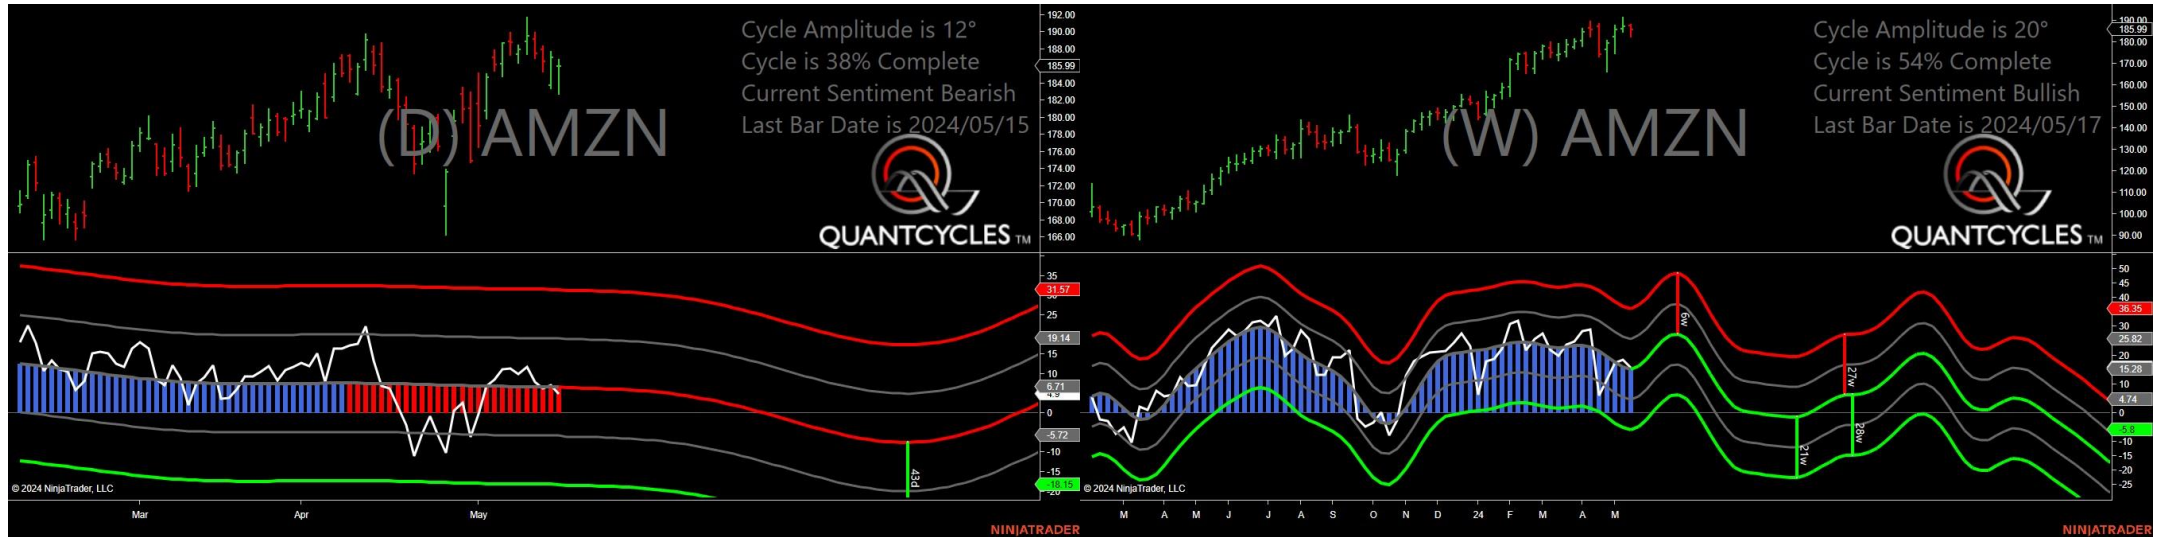 Cycle Amplitude is 12°
Cycle is 38% Complete
Current Sentiment Bearish
Last Bar Date is 2024/05/15
(D) AMZN
QUANTCYCLES TM
192.00
190.00
188.00
185.99
184.00
182.00
180.00
178.00
176.00
174.00
172.00
170.00
168.00
166.00
35
31.57
25
19.14
15
10
6.71
4.9
0
-5.72
-10
-15
-18.15
-20
43d
© 2024 NinjaTrader, LLC
Mar Apr May
NINJATRADER
Cycle Amplitude is 20°
Cycle is 54% Complete
Current Sentiment Bullish
Last Bar Date is 2024/05/17
(W) AMZN
QUANTCYCLES TM
190.00
185.99
180.00
170.00
160.00
150.00
140.00
130.00
120.00
110.00
100.00
90.00
50
45
40
36.35
30
25.82
20
15.28
10
4.74
0
-5.8
-10
-15
-20
-25
6w
27w
21w
28w
© 2024 NinjaTrader, LLC
M A M J J A S O N D 24 F M A M
NINJATRADER